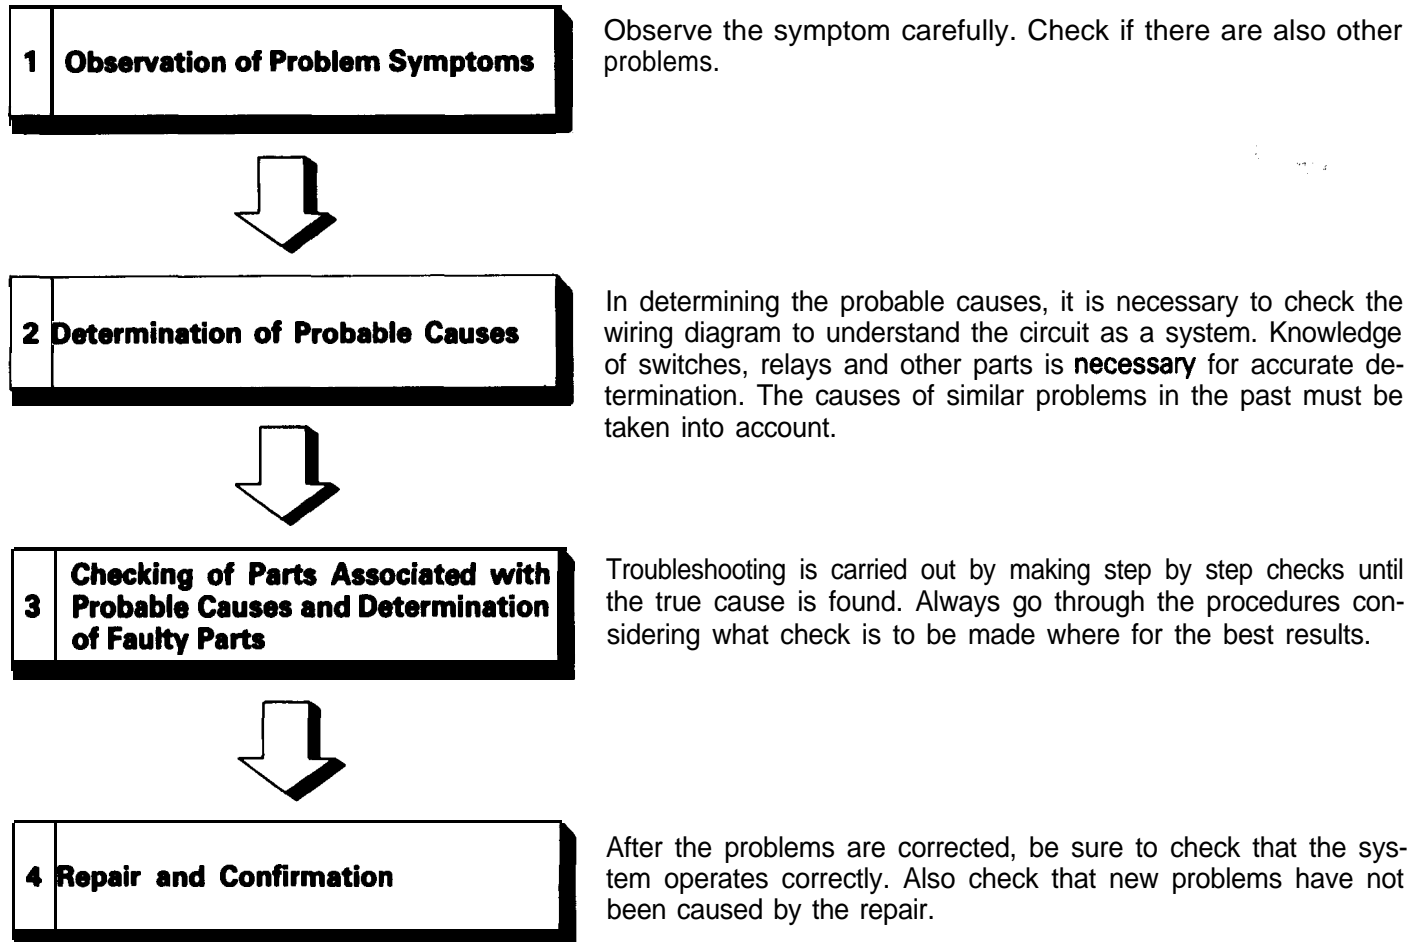 1 Observation of Problem Symptoms
Observe the symptom carefully. Check if there are also other
problems.
2 Determination of Probable Causes
In determining the probable causes, it is necessary to check the
wiring diagram to understand the circuit as a system. Knowledge
of switches, relays and other parts is necessary for accurate de-
termination. The causes of similar problems in the past must be
taken into account.
3 Checking of Parts Associated with
Probable Causes and Determination
of Faulty Parts
Troubleshooting is carried out by making step by step checks until
the true cause is found. Always go through the procedures con-
sidering what check is to be made where for the best results.
4 Repair and Confirmation
After the problems are corrected, be sure to check that the sys-
tem operates correctly. Also check that new problems have not
been caused by the repair.